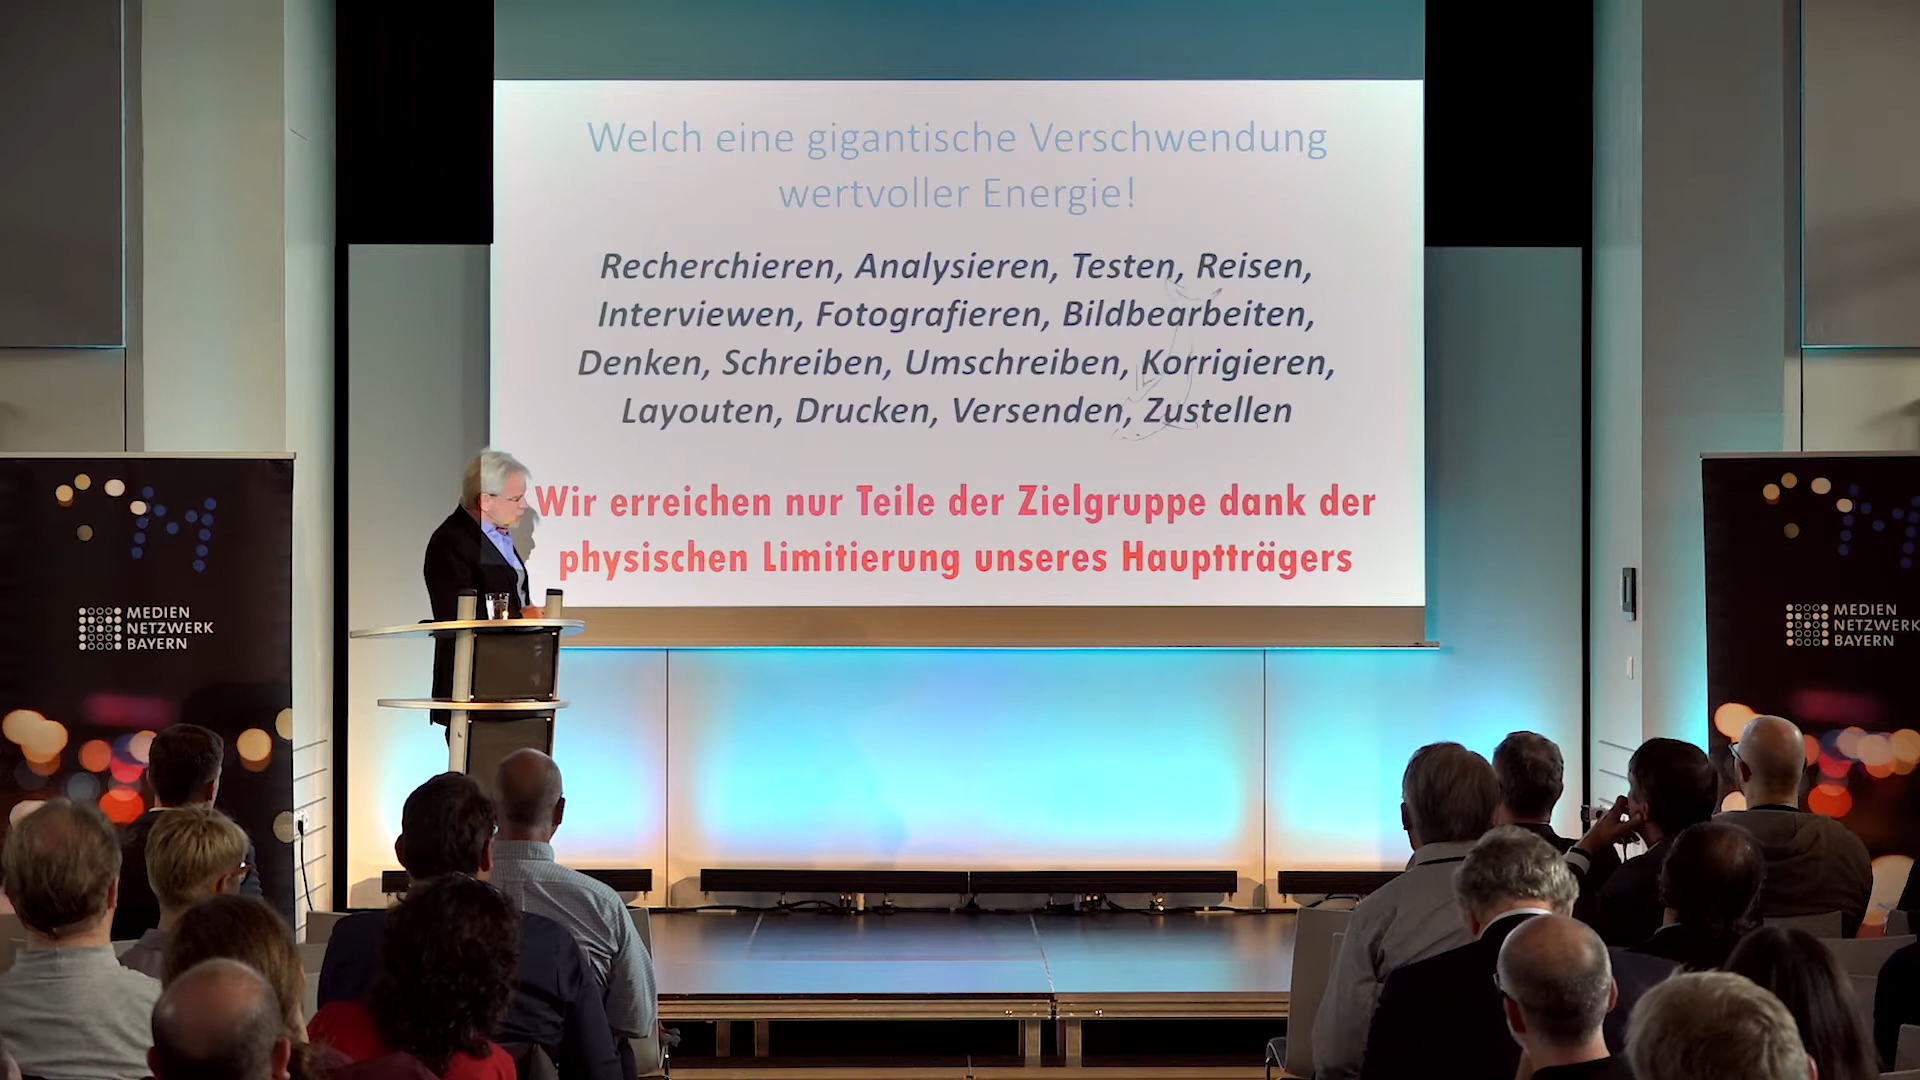 Welch eine gigantische Verschwendung
wertvoller Energie!
Recherchieren, Analysieren, Testen, Reisen,
Interviewen, Fotografieren, Bildbearbeiten,
Denken, Schreiben, Umschreiben, Korrigieren,
Layouten, Drucken, Versenden, Zustellen
Wir erreichen nur Teile der Zielgruppe dank der
physischen Limitierung unseres Hauptträgers
MEDIEN
NETZWERK
BAYERN
MEDIEN
NETZWERK
BAYERN